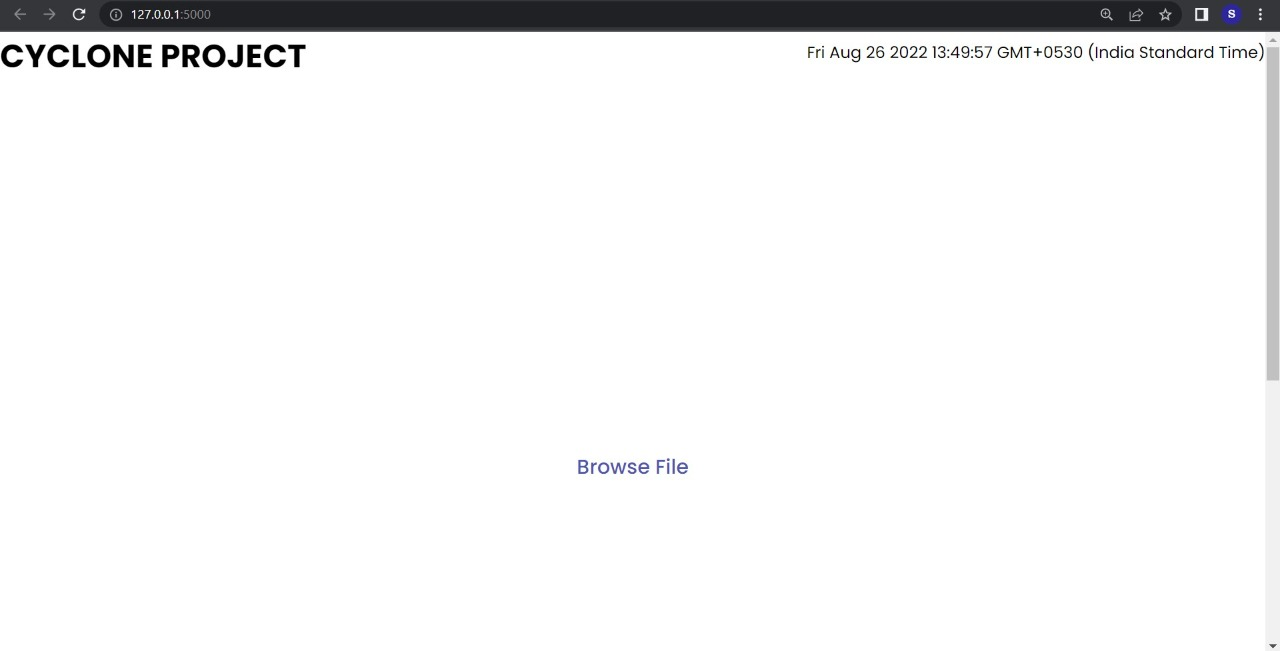 127.0.0.1:5000
S
CYCLONE PROJECT
Fri Aug 26 2022 13:49:57 GMT+0530 (India Standard Time)
Browse File